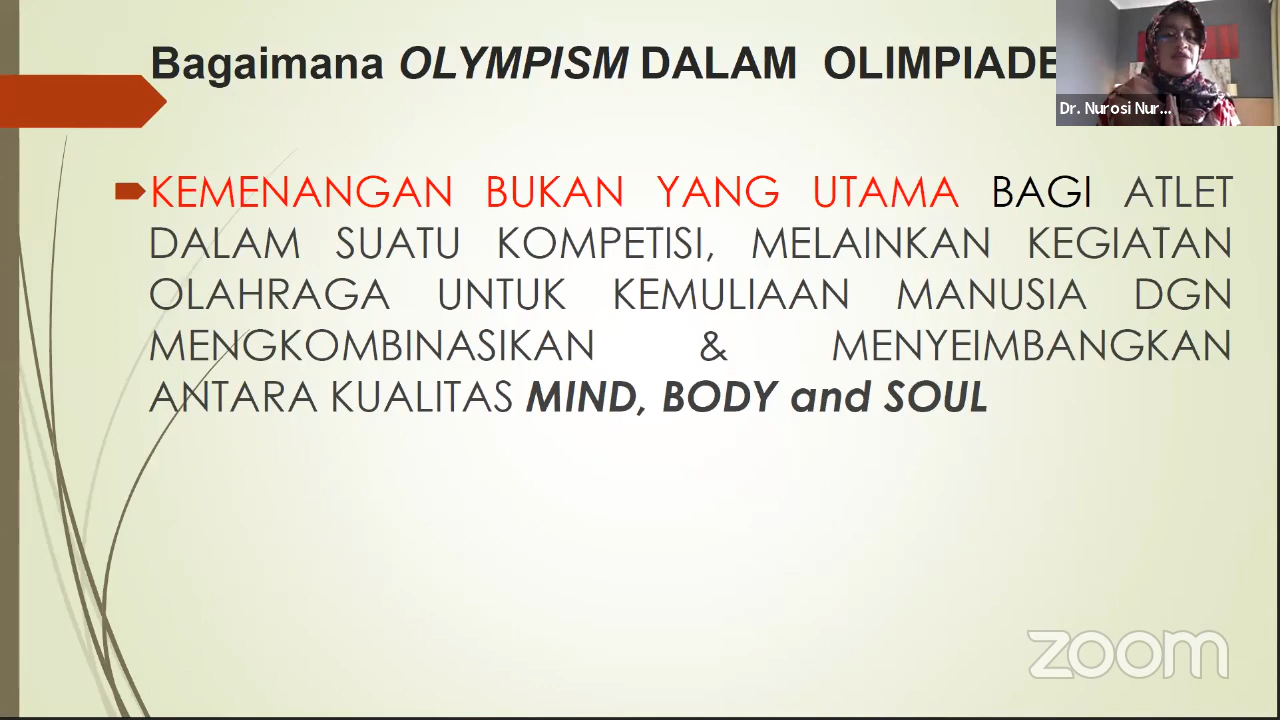 Bagaimana OLYMPISM DALAM OLIMPIADE
Dr. Nurosi Nur...
KEMENANGAN BUKAN YANG UTAMA BAGI ATLET
DALAM SUATU KOMPETISI, MELAINKAN KEGIATAN
OLAHRAGA UNTUK KEMULIAAN MANUSIA DGN
MENGKOMBINASIKAN & MENYEIMBANGKAN
ANTARA KUALITAS MIND, BODY and SOUL
zoom